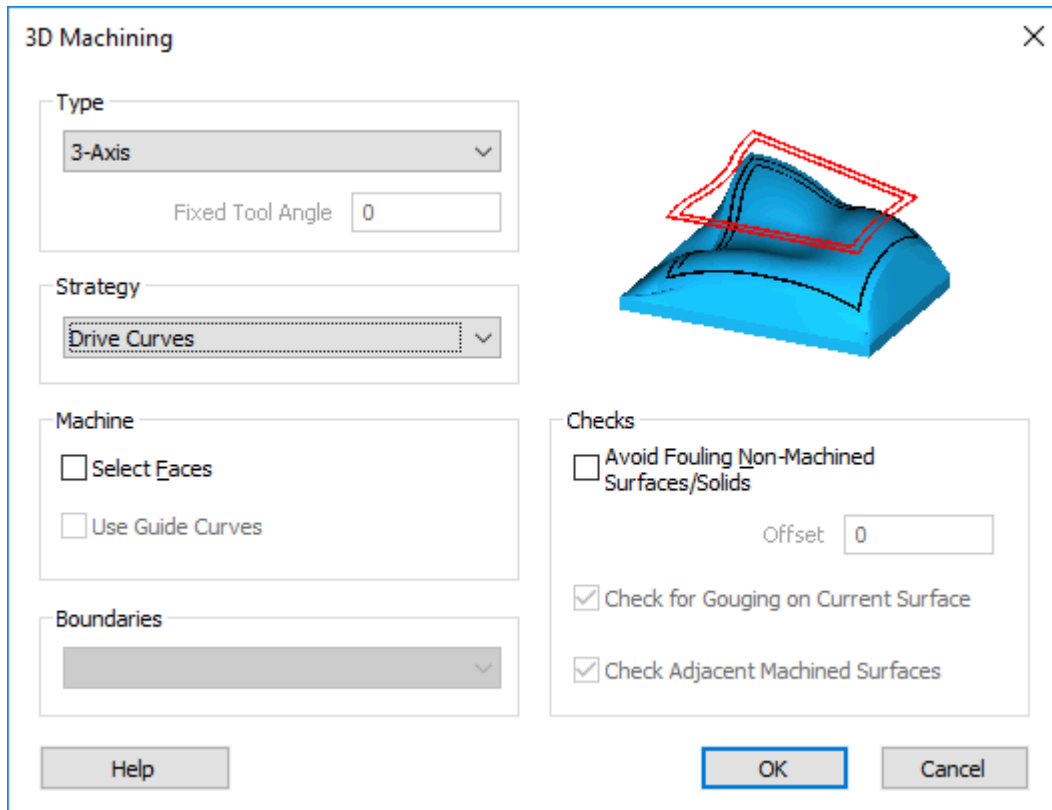 3D Machining
Type
3-Axis
Fixed Tool Angle 0
Strategy
Drive Curves
Machine
Select Faces
Use Guide Curves
Boundaries
Checks
Avoid Fouling Non-Machined
Surfaces/Solids
Offset 0
Check for Gouging on Current Surface
Check Adjacent Machined Surfaces
Help
OK
Cancel